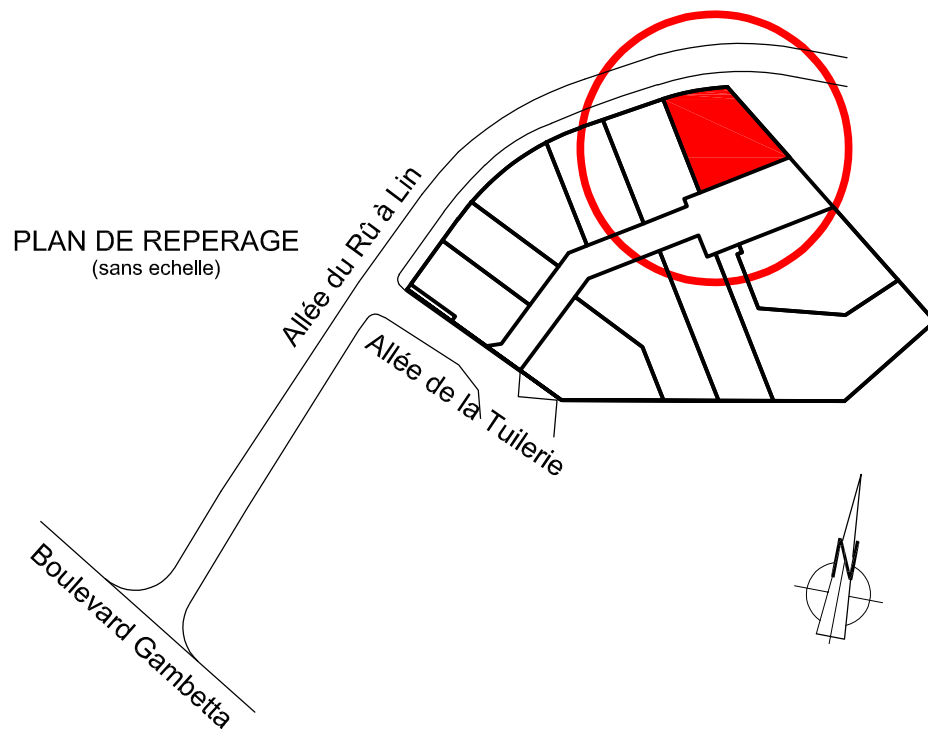 PLAN DE REPERAGE
(sans echelle)
Allée du Rû à Lin
Allée de la Tuilerie
Boulevard Gambetta
N